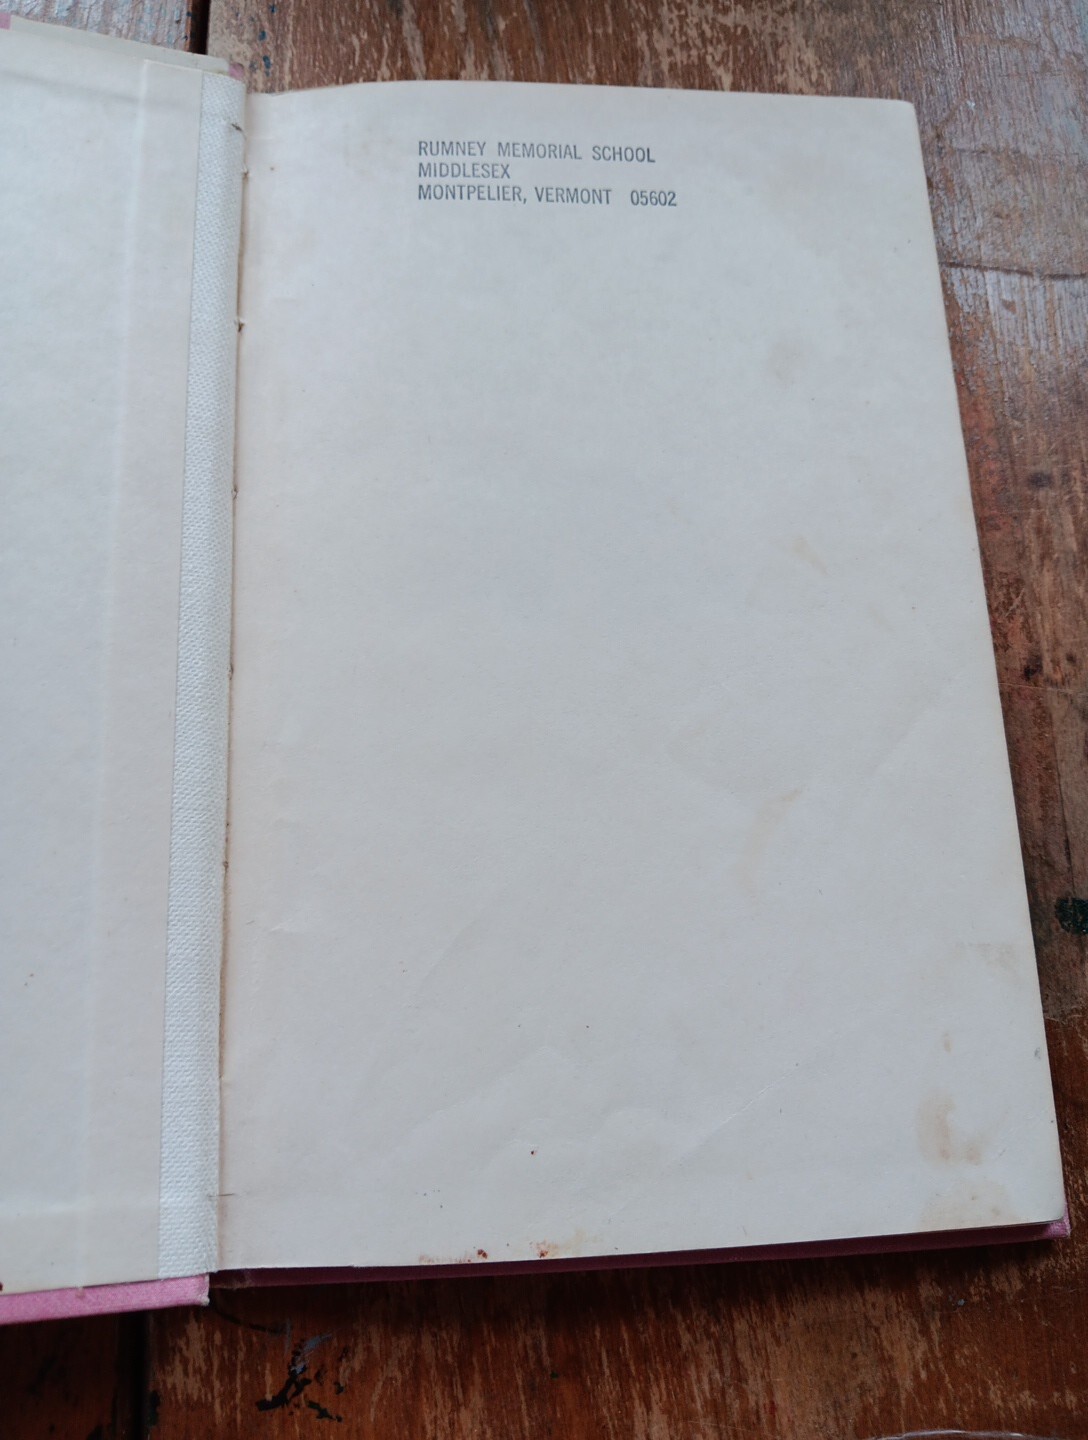 RUMNEY MEMORIAL SCHOOL
MIDDLESEX
MONTPELIER, VERMONT 05602